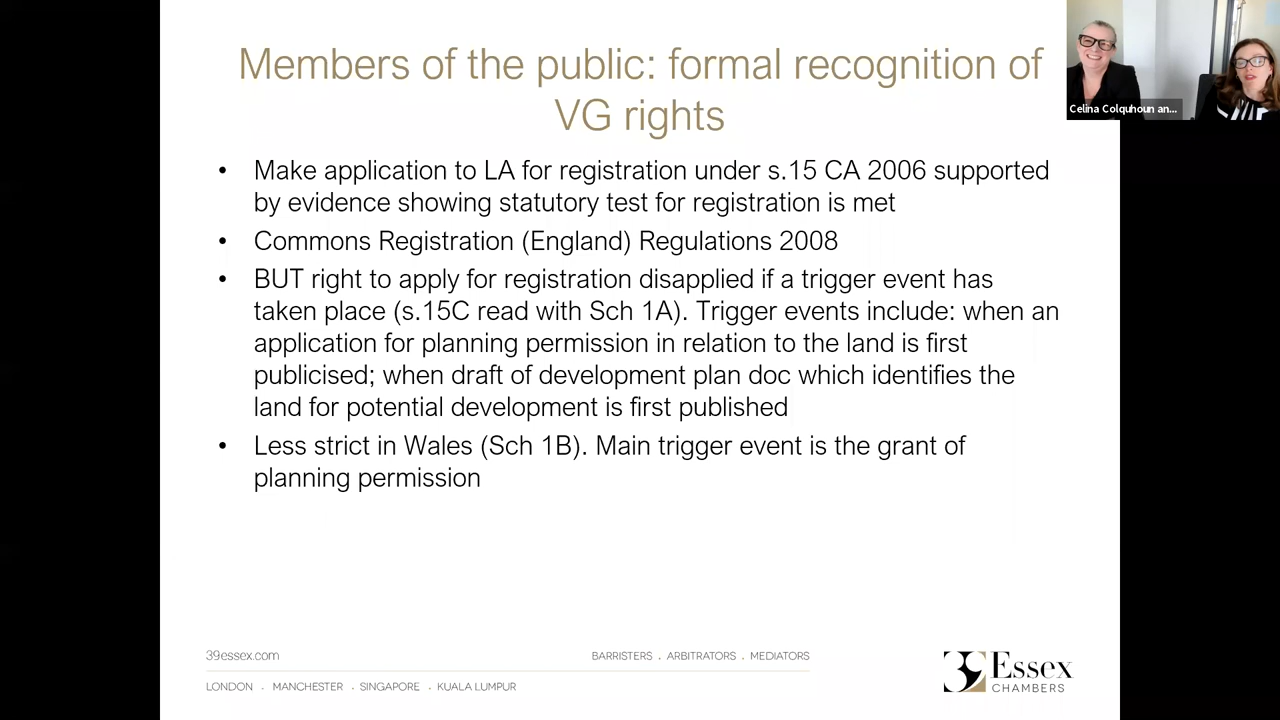 Members of the public: formal recognition of
VG rights
Celina Colquhoun an...
• Make application to LA for registration under s.15 CA 2006 supported
by evidence showing statutory test for registration is met
• Commons Registration (England) Regulations 2008
• BUT right to apply for registration disapplied if a trigger event has
taken place (s.15C read with Sch 1A). Trigger events include: when an
application for planning permission in relation to the land is first
publicised; when draft of development plan doc which identifies the
land for potential development is first published
• Less strict in Wales (Sch 1B). Main trigger event is the grant of
planning permission
39essex.com
BARRISTERS . ARBITRATORS . MEDIATORS
LONDON . MANCHESTER . SINGAPORE . KUALA LUMPUR
39 Essex
CHAMBERS